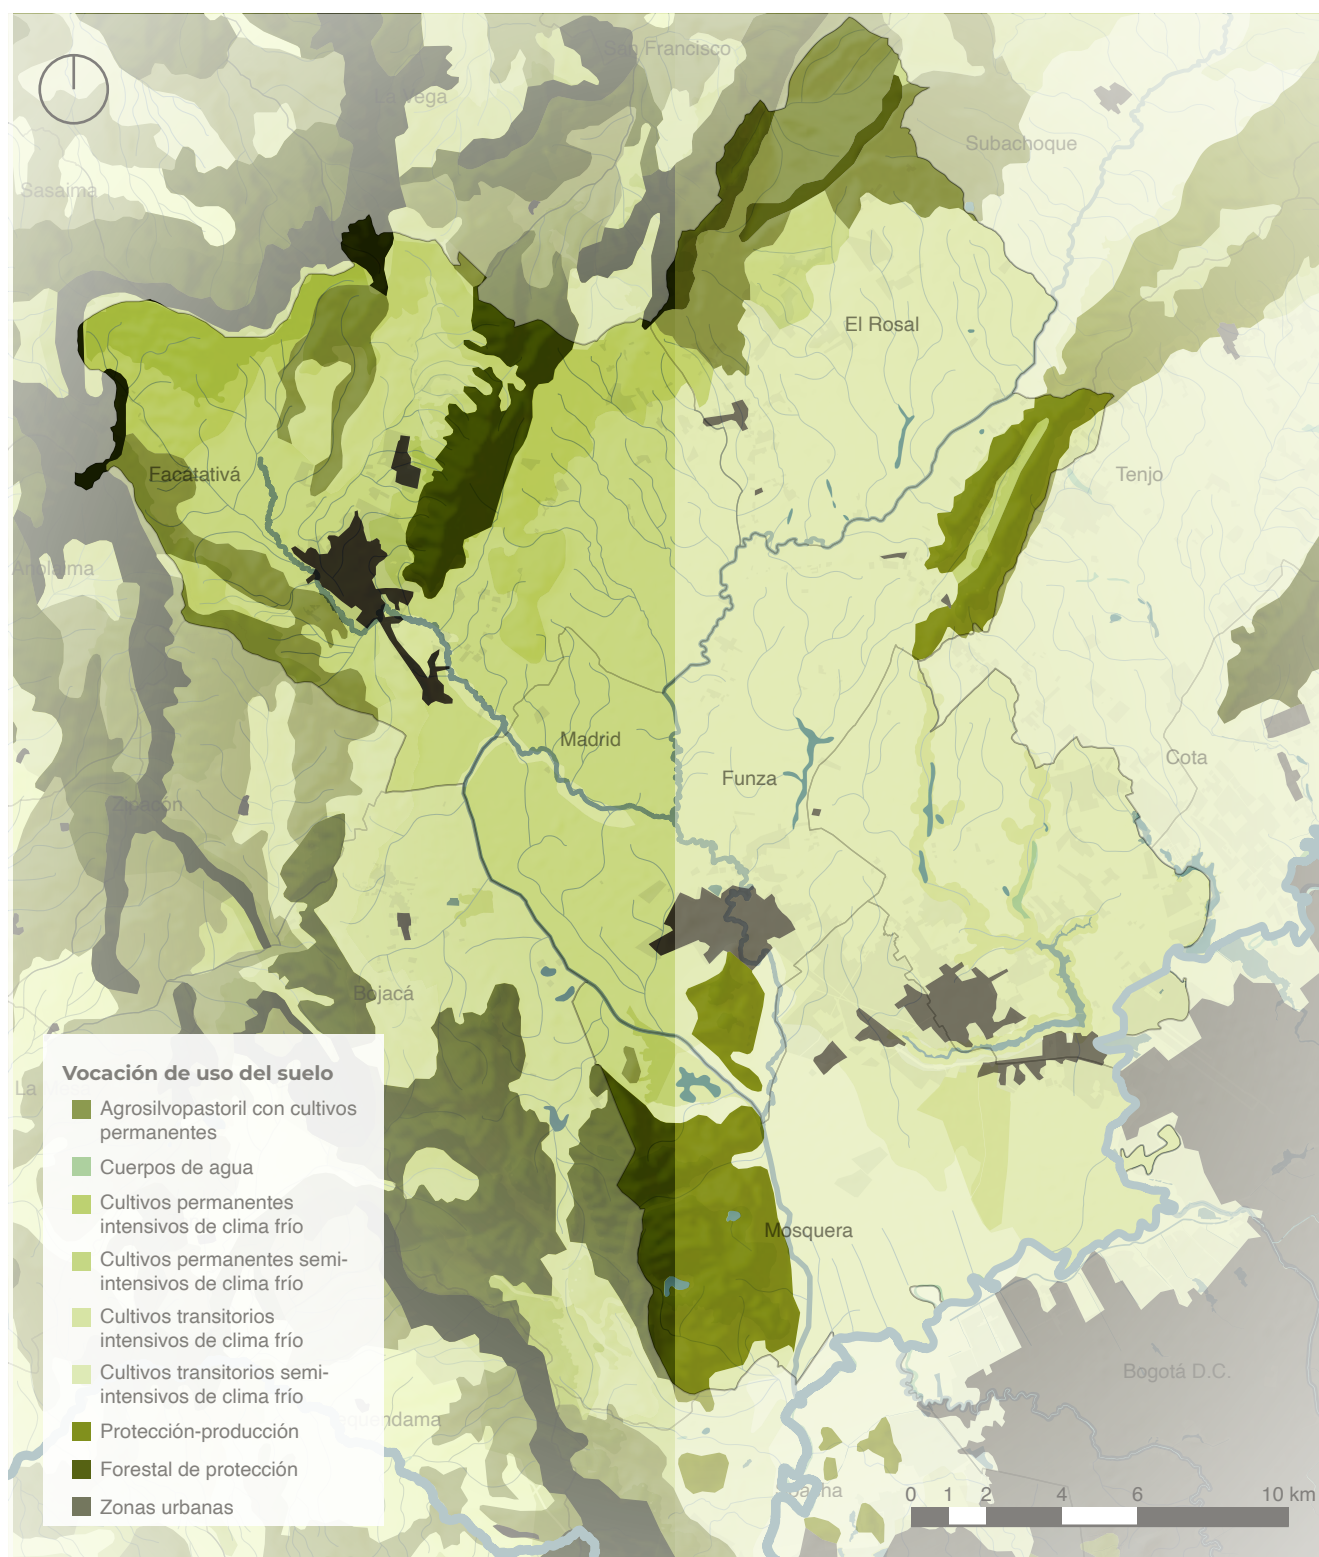 San Francisco
La Vega
Subachoque
Sasaima
El Rosal
Facatativá
Tenjo
Anolaima
Madrid
Cota
Funza
Zipacón
Bojacá
La
Mosquera
Bogotá D.C.
Vocación de uso del suelo
Agrosilvopastoril con cultivos
permanentes
Cuerpos de agua
Cultivos permanentes
intensivos de clima frío
Cultivos permanentes semi-
intensivos de clima frío
Cultivos transitorios
intensivos de clima frío
Cultivos transitorios semi-
intensivos de clima frío
Protección-producción
Forestal de protección
Zonas urbanas
equendama
0 1 2 4 6 10 km